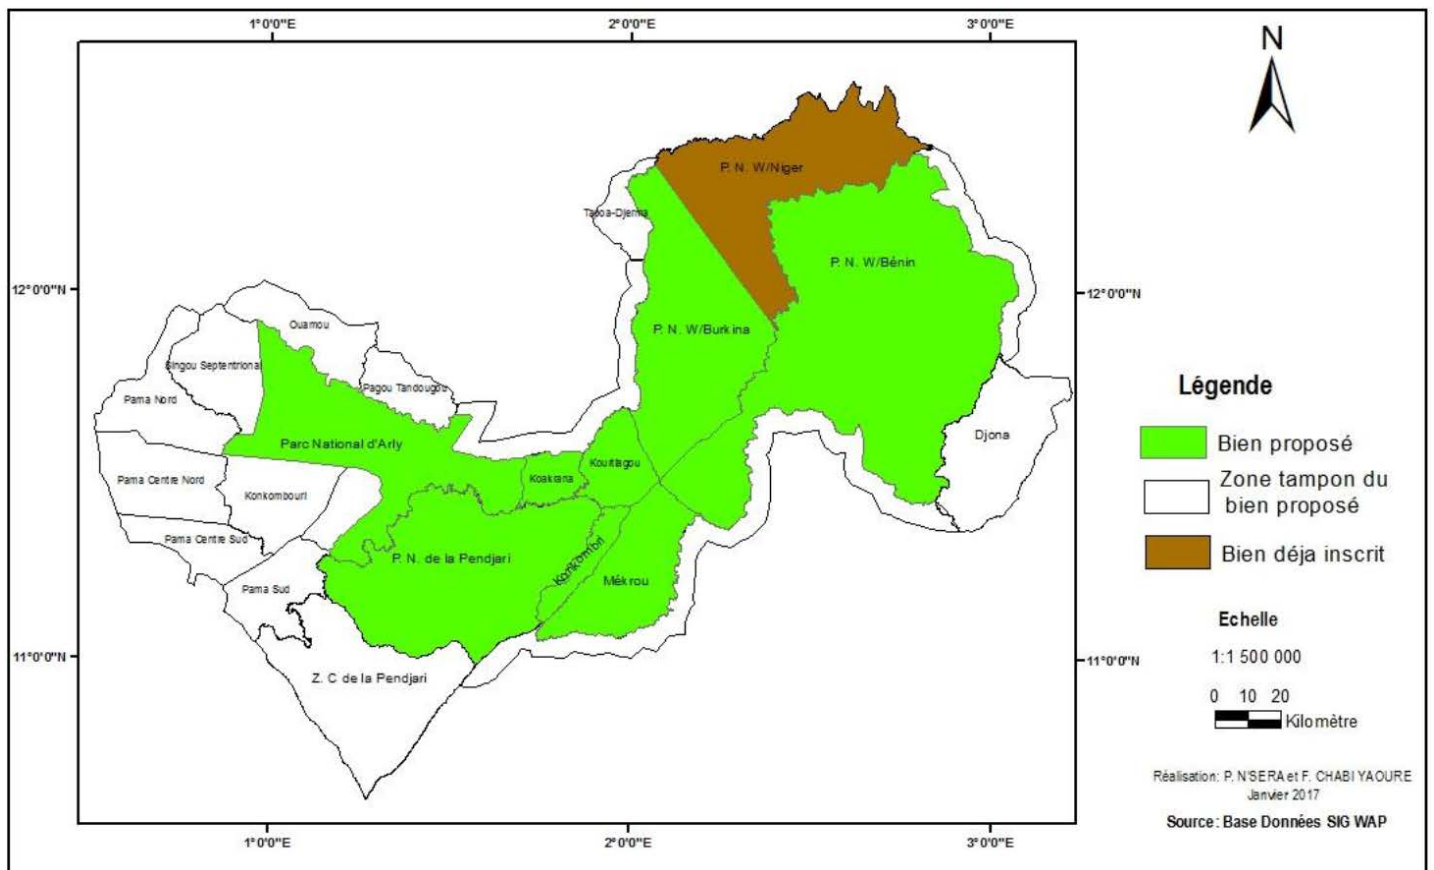 1°0'0"E 2°0'0"E 3°0'0"E
N
P. N. W/Niger
Tapoa-Djerma
P. N. W/Bénin
12°0'0"N 12°0'0"N
Ouamou
P. N. W/Burkina
Singou Septentrional
Pagou Tandougou
Pama Nord
Djona
Parc National d'Arly
Kourtiagou
Koakrana
Pama Centre Nord
Konkombouri
Pama Centre Sud
P. N. de la Pendjari
Konkombri
Mékrou
Pama Sud
11°0'0"N 11°0'0"N
Z. C de la Pendjari
1°0'0"E 2°0'0"E 3°0'0"E
Légende
Bien proposé
Zone tampon du
bien proposé
Bien déja inscrit
Echelle
1:1 500 000
0 10 20
Kilomètre
Réalisation: P. N'SERA et F. CHABI YAOURE
Janvier 2017
Source: Base Données SIG WAP